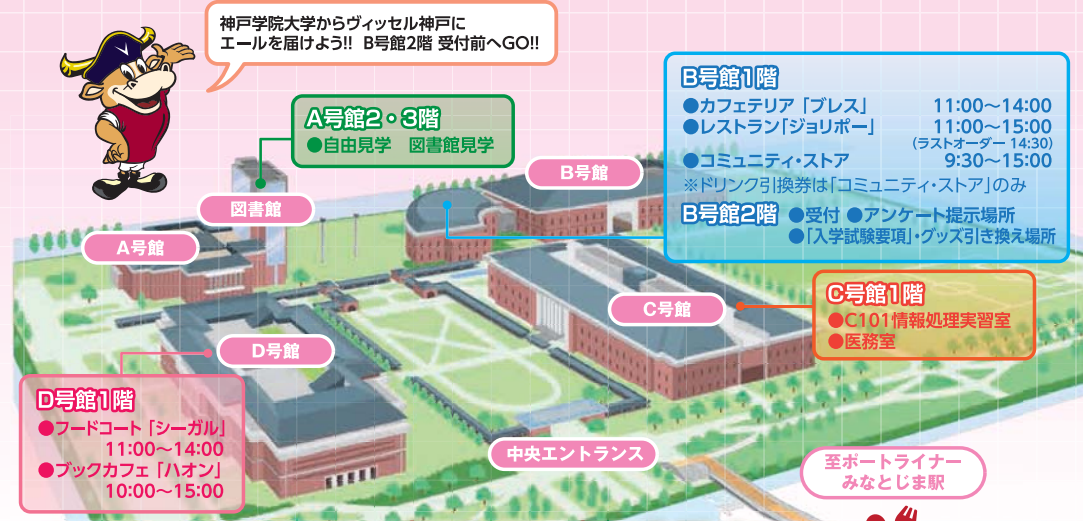 神戸学院大学からヴィッセル神戸に
エールを届けよう!! B号館2階 受付前へGO!!
A号館2・3階
●自由見学 図書館見学
B号館1階
●カフェテリア「ブレス」 11:00～14:00
●レストラン「ジョリポー」 11:00～15:00
(ラストオーダー 14:30)
●コミュニティ・ストア 9:30～15:00
※ドリンク引換券は「コミュニティ・ストア」のみ
B号館2階 ●受付 ●アンケート提示場所
●「入学試験要項」・グッズ引き換え場所
B号館
図書館
A号館
C号館
C号館1階
●C101情報処理実習室
●医務室
D号館
D号館1階
●フードコート「シーガル」
11:00～14:00
●ブックカフェ「ハオン」
10:00～15:00
中央エントランス
至ポートライナー
みなとじま駅